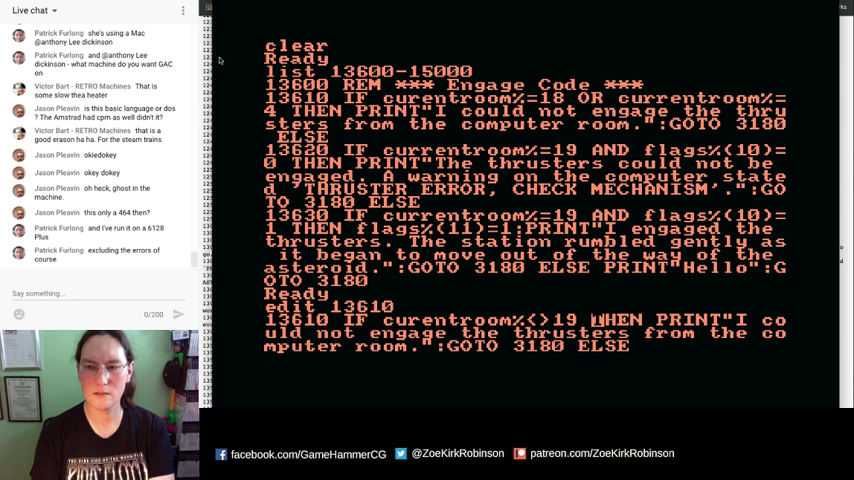 Live chat
Patrick Furlong she's using a Mac
@anthony Lee dickinson
Patrick Furlong and @anthony Lee
dickinson - what machine do you want GAC
on
Victor Bart - RETRO Machines That is
some slow thea heater
Jason Pleavin is this basic language or dos
? The Amstrad had cpm as well didn't it?
Victor Bart - RETRO Machines that is a
good erason ha ha. For the steam trains
Jason Pleavin okiedokey
Jason Pleavin okey dokey
Jason Pleavin oh heck, ghost in the
machine.
Jason Pleavin this only a 464 then?
Patrick Furlong and I've run it on a 6128
Plus
Patrick Furlong excluding the errors of
course
Say something...
0/200
clear
Ready
list 13600-15000
13600 REM *** Engage Code ***
13610 IF curentroom%=18 OR currentroom%=
4 THEN PRINT"I could not engage the thru
sters from the computer room.":GOTO 3180
ELSE
13620 IF curentroom%=19 AND flags%(10)=
0 THEN PRINT"The thrusters could not be
engaged. A warning on the computer state
d 'THRUSTER ERROR, CHECK MECHANISM'.":GO
TO 3180 ELSE
13630 IF curentroom%=19 AND flags%(10)=
1 THEN flags%(11)=1:PRINT"I engaged the
thrusters. The station rumbled gently as
it began to move out of the way of the
asteroid.":GOTO 3180 ELSE PRINT"Hello":G
OTO 3180
Ready
edit 13610
13610 IF curentroom%<>19 THEN PRINT"I co
uld not engage the thrusters from the co
mputer room.":GOTO 3180 ELSE
facebook.com/GameHammerCG
@ZoeKirkRobinson
patreon.com/ZoeKirkRobinson